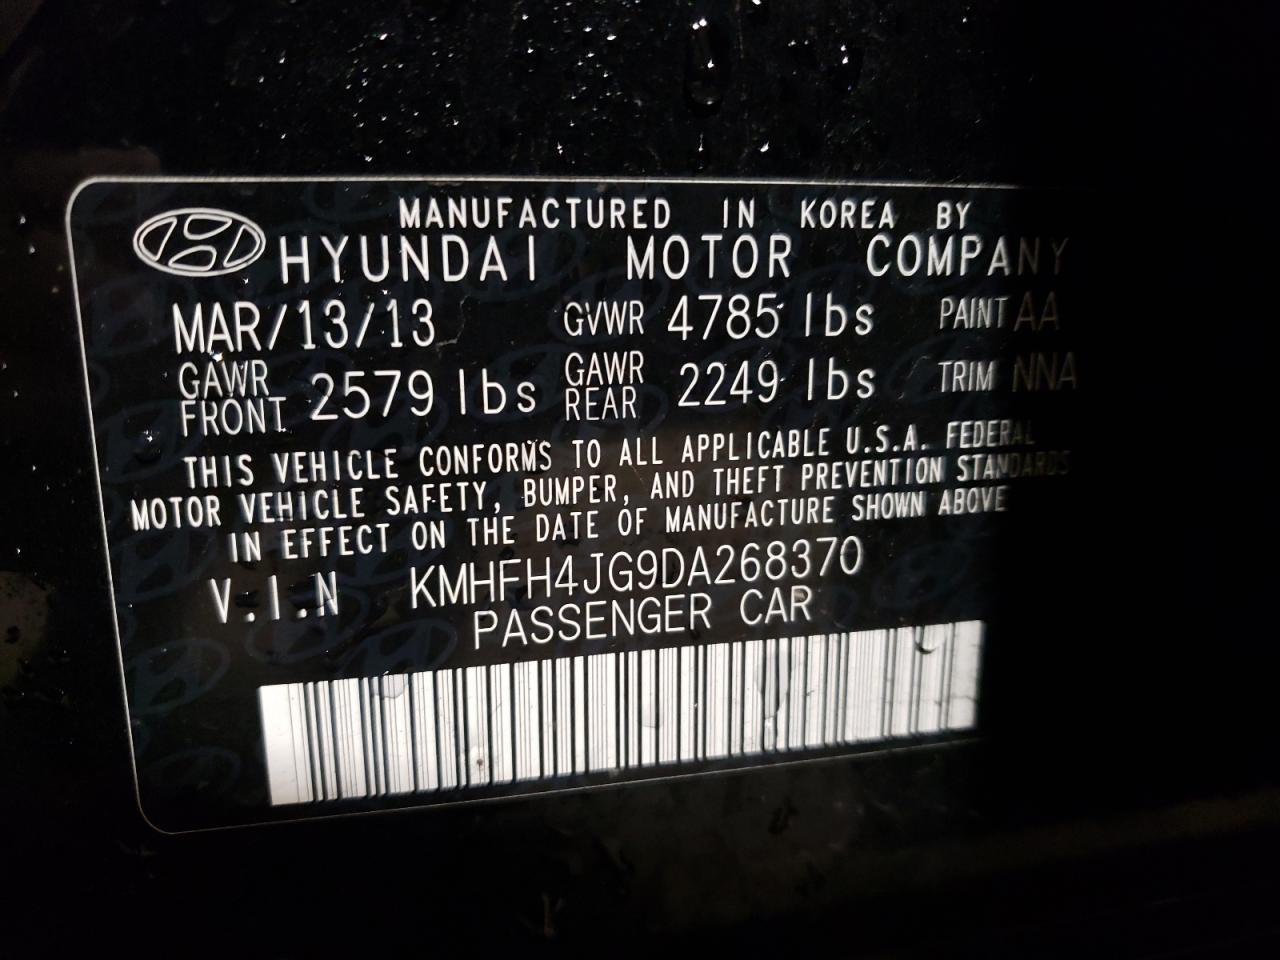 MANUFACTURED IN KOREA BY
HYUNDAI MOTOR COMPANY
MAR/13/13 GVWR 4785 lbs PAINT AA
GAWR FRONT 2579 lbs GAWR REAR 2249 lbs TRIM NNA
THIS VEHICLE CONFORMS TO ALL APPLICABLE U.S.A. FEDERAL
MOTOR VEHICLE SAFETY, BUMPER, AND THEFT PREVENTION STANDARDS
IN EFFECT ON THE DATE OF MANUFACTURE SHOWN ABOVE
V.I.N KMHFH4JG9DA268370
PASSENGER CAR